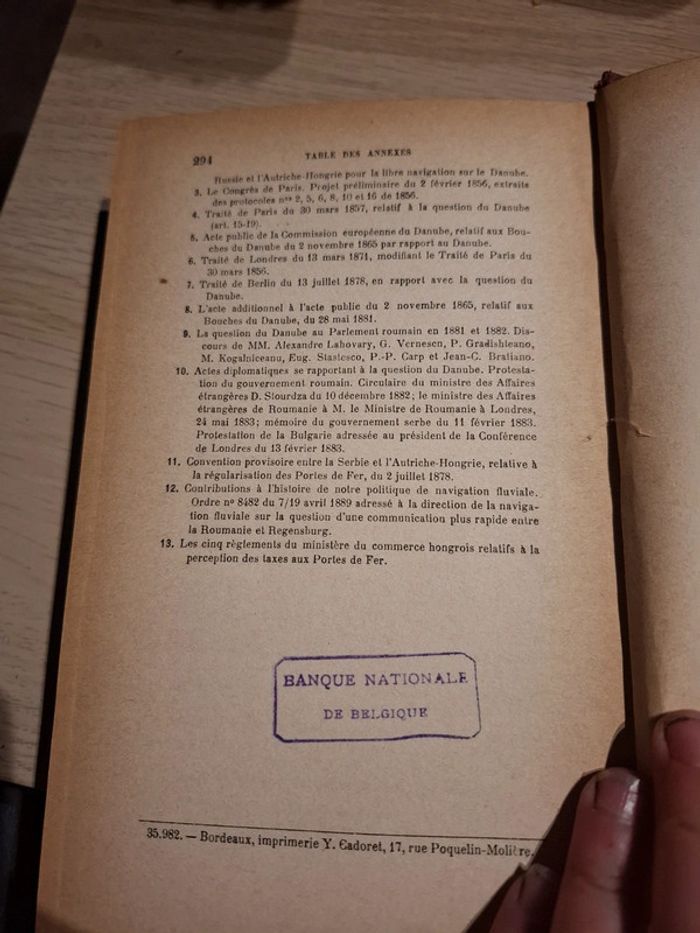 294 TABLE DES ANNEXES
Russie et l'Autriche-Hongrie pour la libre navigation sur le Danube.
3. Le Congrès de Paris. Projet préliminaire du 2 février 1856, extraits
des protocoles nos 2, 5, 6, 8, 10 et 16 de 1856.
4. Traité de Paris du 30 mars 1857, relatif à la question du Danube
(art. 15-19).
5. Acte public de la Commission européenne du Danube, relatif aux Bou-
ches du Danube du 2 novembre 1865 par rapport au Danube.
6. Traité de Londres du 13 mars 1871, modifiant le Traité de Paris du
30 mars 1856.
7. Traité de Berlin du 13 juillet 1878, en rapport avec la question du
Danube.
8. L'acte additionnel à l'acte public du 2 novembre 1865, relatif aux
Bouches du Danube, du 28 mai 1881.
9. La question du Danube au Parlement roumain en 1881 et 1882. Dis-
cours de MM. Alexandre Lahovary, G. Vernescu, P. Gradishteano,
M. Kogalniceanu, Eug. Statesco, P.-P. Carp et Jean-C. Bratiano.
10. Actes diplomatiques se rapportant à la question du Danube. Protesta-
tion du gouvernement roumain. Circulaire du ministre des Affaires
étrangères D. Stourdza du 10 décembre 1882; le ministre des Affaires
étrangères de Roumanie à M. le Ministre de Roumanie à Londres,
24 mai 1883; mémoire du gouvernement serbe du 11 février 1883.
Protestation de la Bulgarie adressée au président de la Conférence
de Londres du 13 février 1883.
11. Convention provisoire entre la Serbie et l'Autriche-Hongrie, relative à
la régularisation des Portes de Fer, du 2 juillet 1878.
12. Contributions à l'histoire de notre politique de navigation fluviale.
Ordre no 8482 du 7/19 avril 1889 adressé à la direction de la naviga-
tion fluviale sur la question d'une communication plus rapide entre
la Roumanie et Regensburg.
13. Les cinq règlements du ministère du commerce hongrois relatifs à la
perception des taxes aux Portes de Fer.
BANQUE NATIONALE
DE BELGIQUE
35.982. — Bordeaux, imprimerie Y. Cadoret, 17, rue Poquelin-Molière.